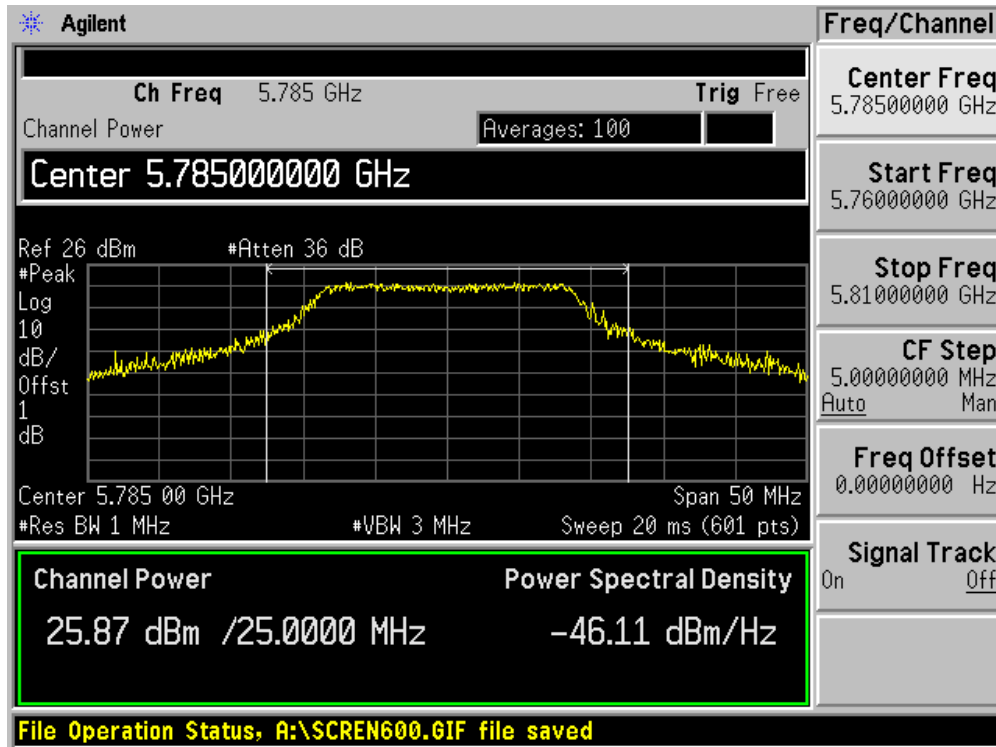 Agilent
Freq/Channel
Ch Freq 5.785 GHz Trig Free
Channel Power Averages: 100
Center 5.785000000 GHz
Ref 26 dBm #Atten 36 dB
#Peak
Log
10
dB/
Offst
1
dB
Center 5.785 00 GHz Span 50 MHz
#Res BW 1 MHz #VBW 3 MHz Sweep 20 ms (601 pts)
Channel Power Power Spectral Density
25.87 dBm /25.0000 MHz -46.11 dBm/Hz
File Operation Status, A:\SCREN600.GIF file saved
Center Freq
5.78500000 GHz
Start Freq
5.76000000 GHz
Stop Freq
5.81000000 GHz
CF Step
5.00000000 MHz
Auto Man
Freq Offset
0.00000000 Hz
Signal Track
On Off